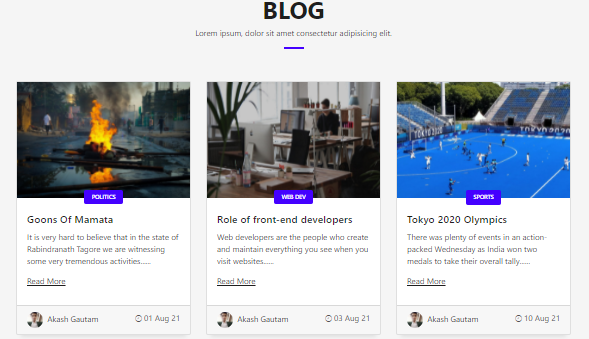 BLOG
Lorem ipsum, dolor sit amet consectetur adipisicing elit.
TOKYO 2020
POLITICS
WEB DEV
SPORTS
Goons Of Mamata
It is very hard to believe that in the state of
Rabindranath Tagore we are witnessing
some very tremendous activities......
Read More
Akash Gautam
01 Aug 21
Role of front-end developers
Web developers are the people who create
and maintain everything you see when you
visit websites......
Read More
Akash Gautam
03 Aug 21
Tokyo 2020 Olympics
There was plenty of events in an action-
packed Wednesday as India won two
medals to take their overall tally......
Read More
Akash Gautam
10 Aug 21